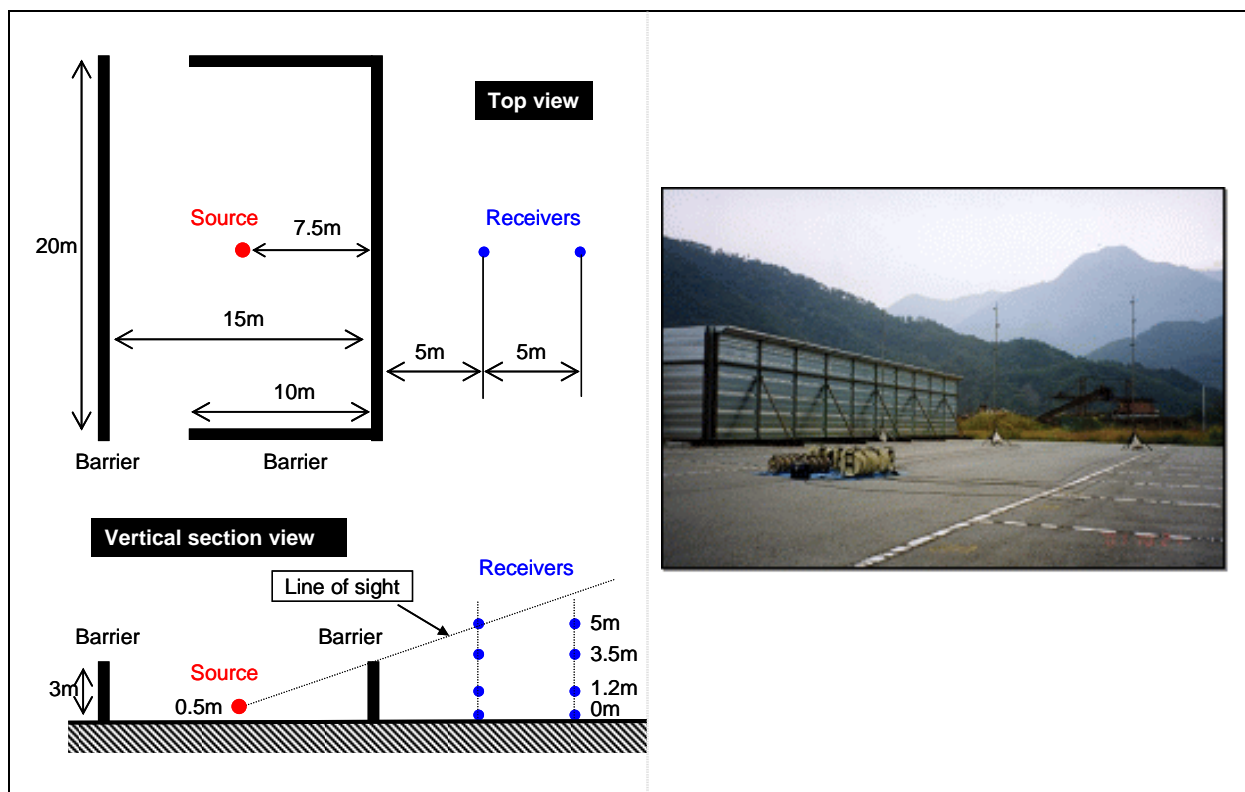 Top view
Source
7.5m
Receivers
20m
15m
5m
5m
10m
Barrier
Barrier
Vertical section view
Receivers
Line of sight
Barrier
Barrier
5m
3.5m
Source
3m
1.2m
0.5m
0m